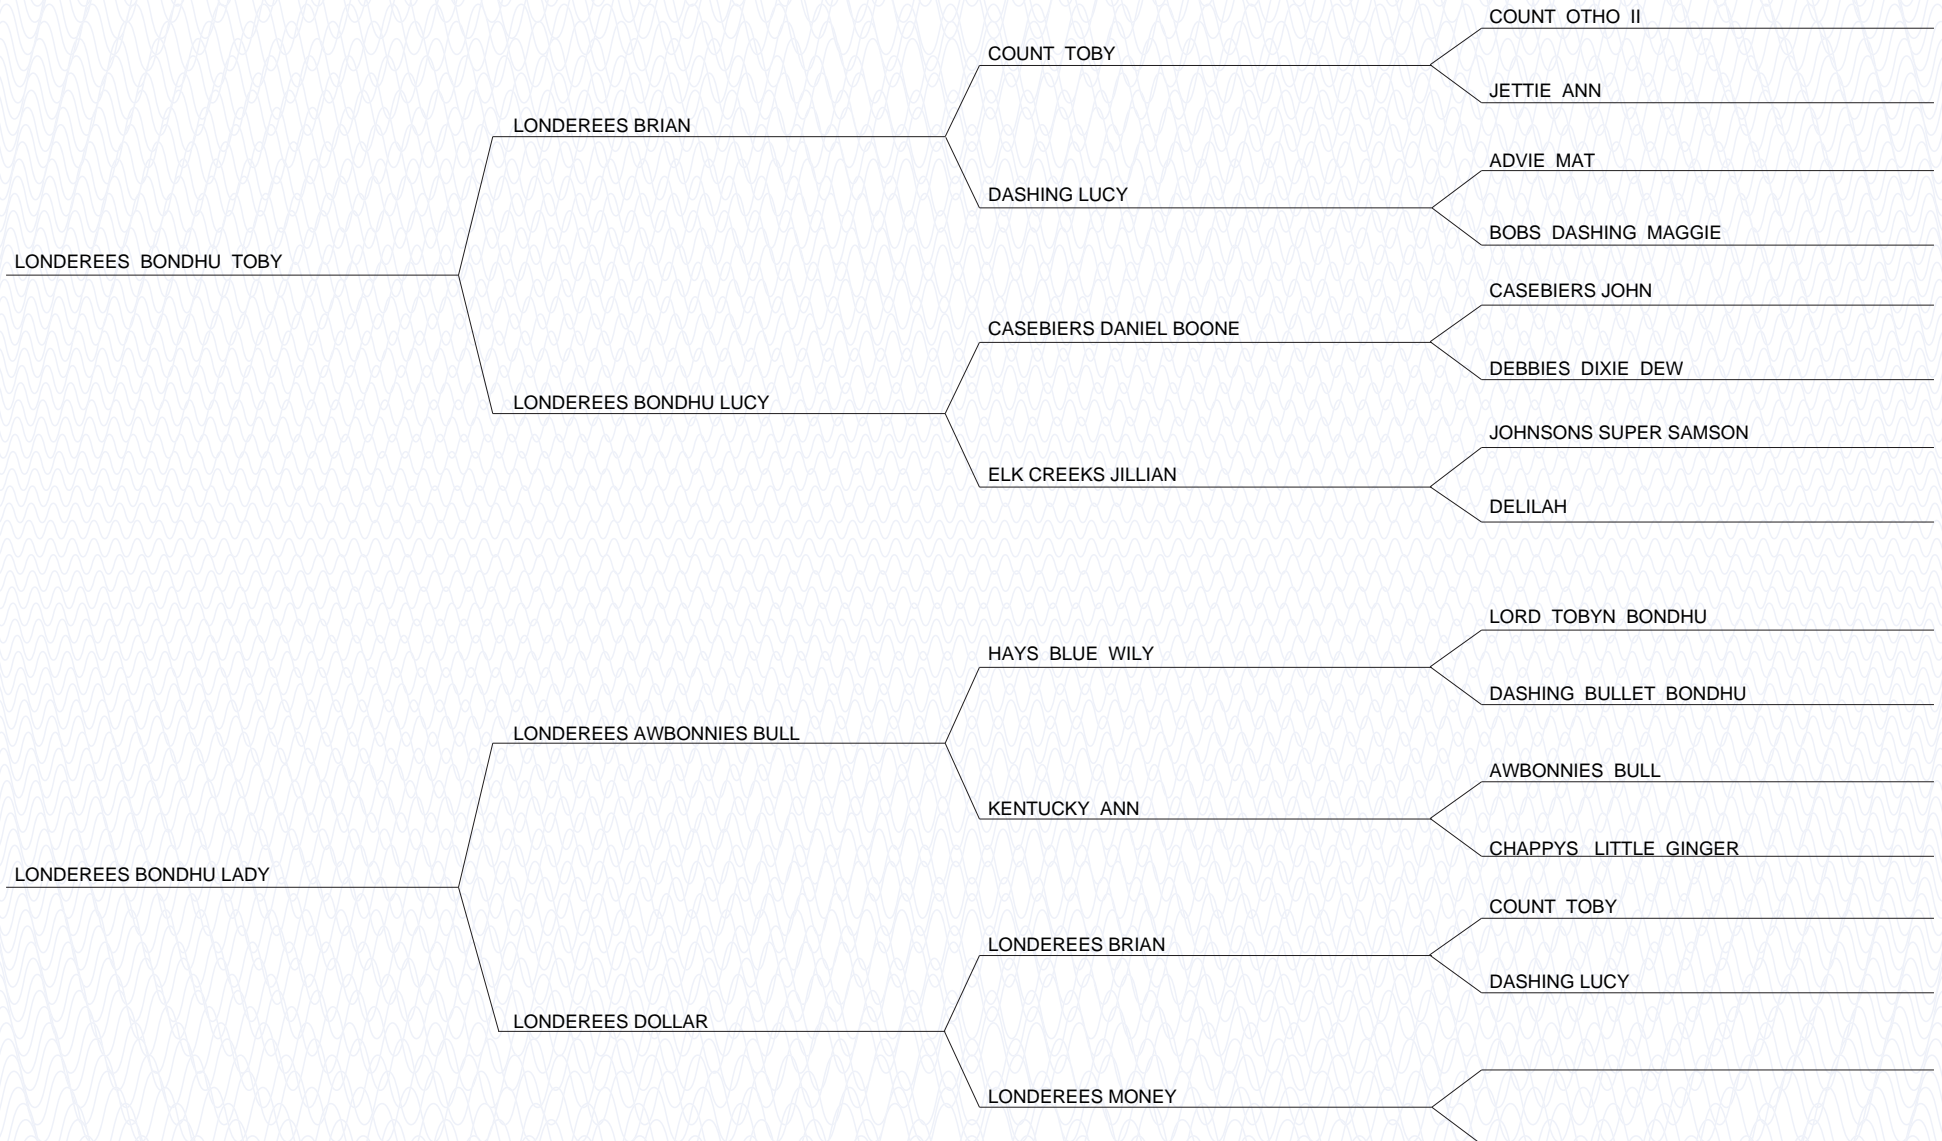 COUNT OTHO II
COUNT TOBY
JETTIE ANN
LONDEREES BRIAN
ADVIE MAT
DASHING LUCY
BOBS DASHING MAGGIE
LONDEREES BONDHU TOBY
CASEBIERS JOHN
CASEBIERS DANIEL BOONE
DEBBIES DIXIE DEW
LONDEREES BONDHU LUCY
JOHNSONS SUPER SAMSON
ELK CREEKS JILLIAN
DELILAH
LORD TOBYN BONDHU
HAYS BLUE WILY
DASHING BULLET BONDHU
LONDEREES AWBONNIES BULL
AWBONNIES BULL
KENTUCKY ANN
CHAPPYS LITTLE GINGER
LONDEREES BONDHU LADY
COUNT TOBY
LONDEREES BRIAN
DASHING LUCY
LONDEREES DOLLAR
LONDEREES MONEY